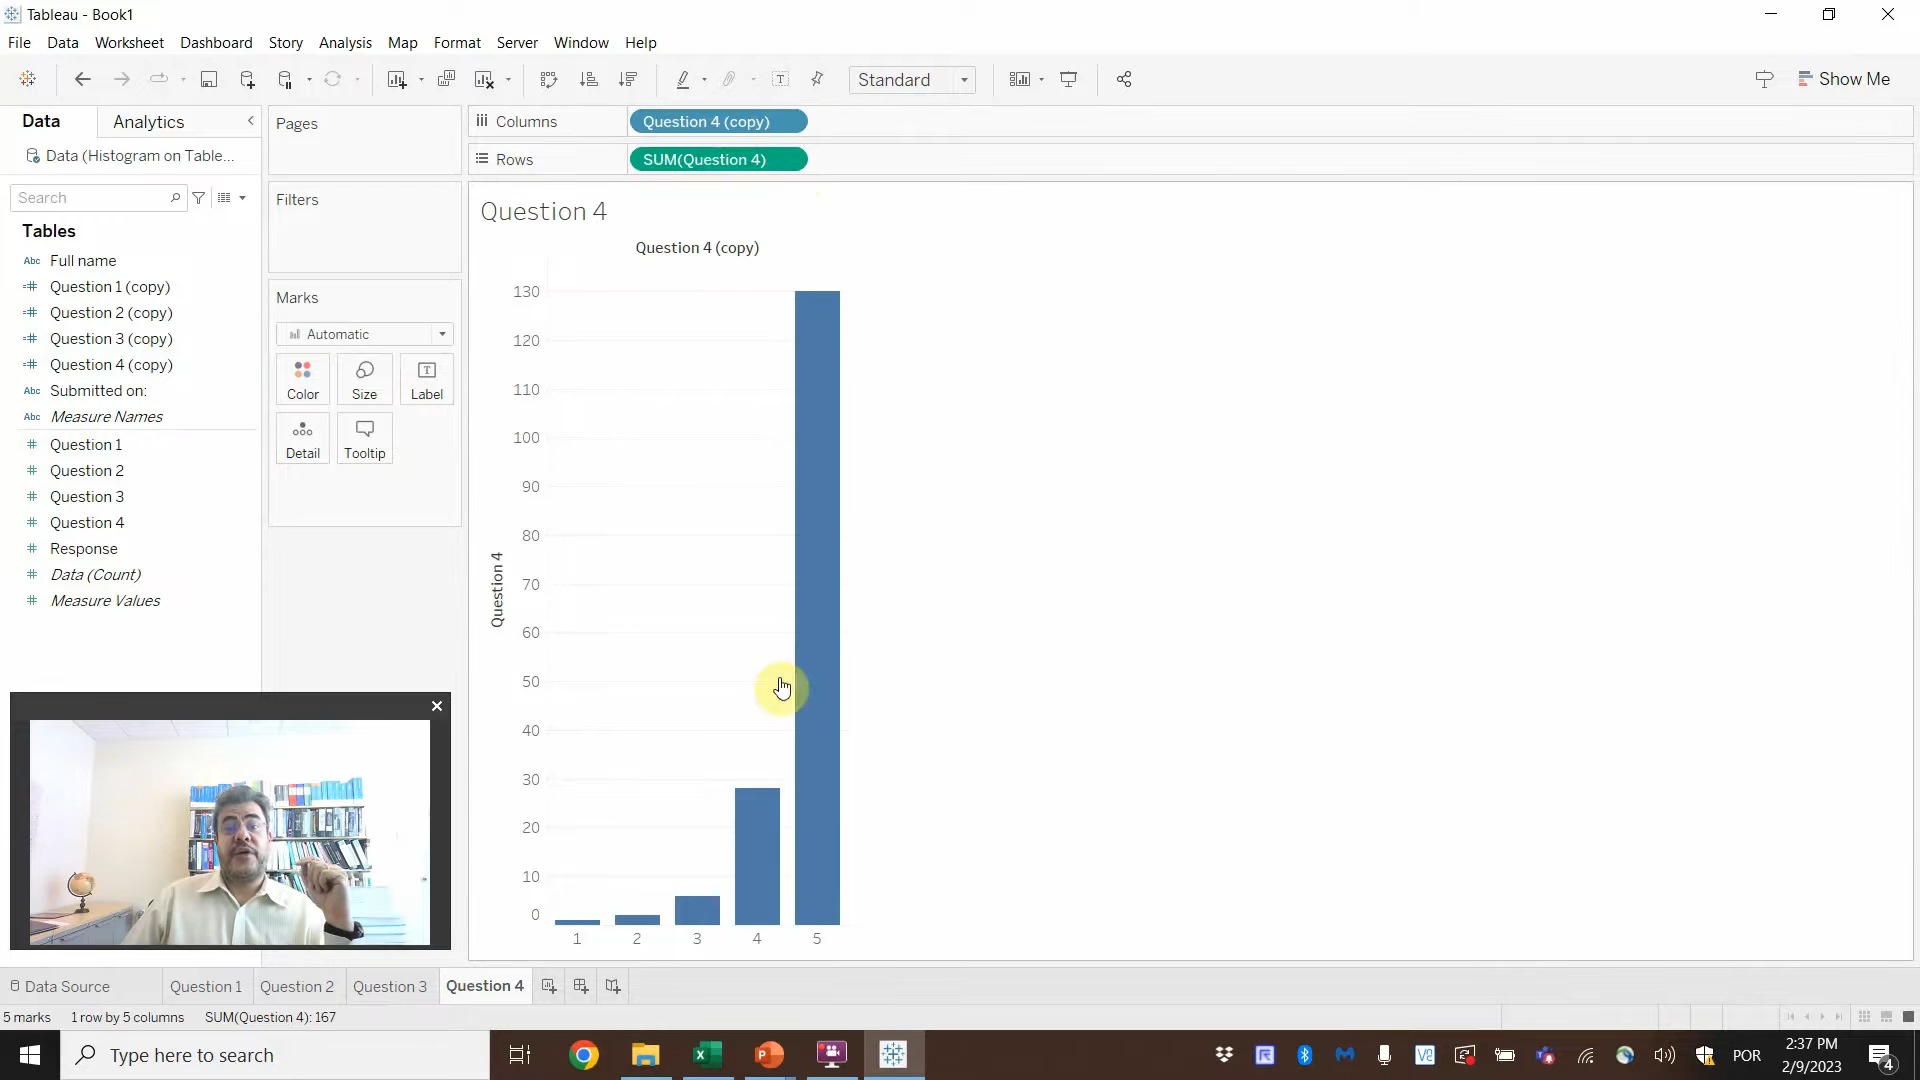 Tableau - Book1
File Data Worksheet Dashboard Story Analysis Map Format Server Window Help
Standard
Show Me
Data
Analytics
Data (Histogram on Table...
Search
Tables
Abc Full name
Question 1 (copy)
Question 2 (copy)
Question 3 (copy)
Question 4 (copy)
Abc Submitted on:
Abc Measure Names
Question 1
Question 2
Question 3
Question 4
Response
Data (Count)
Measure Values
Pages
Filters
Marks
Automatic
Color Size Label
Detail Tooltip
Columns Question 4 (copy)
Rows SUM(Question 4)
Question 4
Question 4 (copy)
130
120
110
100
90
80
70
60
50
40
30
20
10
0
Question 4
1 2 3 4 5
Data Source Question 1 Question 2 Question 3 Question 4
5 marks 1 row by 5 columns SUM(Question 4): 167
Type here to search
POR
2:37 PM
2/9/2023
4